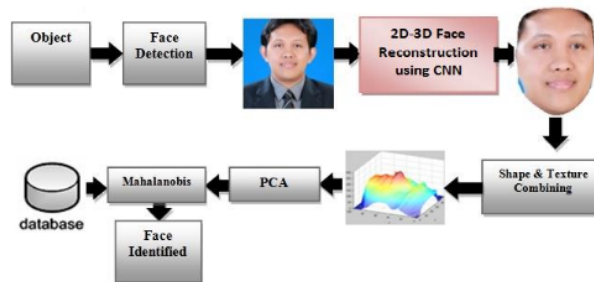 Object
Face
Detection
2D-3D Face
Reconstruction
using CNN
Shape & Texture
Combining
PCA
Mahalanobis
database
Face
Identified